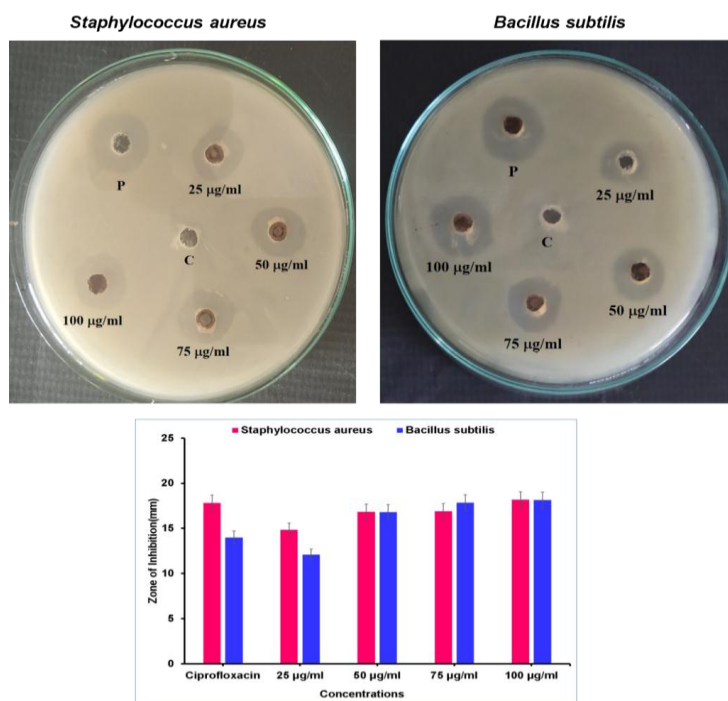 Staphylococcus aureus
Bacillus subtilis
P
25 µg/ml
C
50 µg/ml
100 µg/ml
75 µg/ml
P
25 µg/ml
C
100 µg/ml
50 µg/ml
75 µg/ml
Staphylococcus aureus
Bacillus subtilis
25
20
15
10
5
0
Zone of Inhibition(mm)
Ciprofloxacin
25 µg/ml
50 µg/ml
75 µg/ml
100 µg/ml
Concentrations